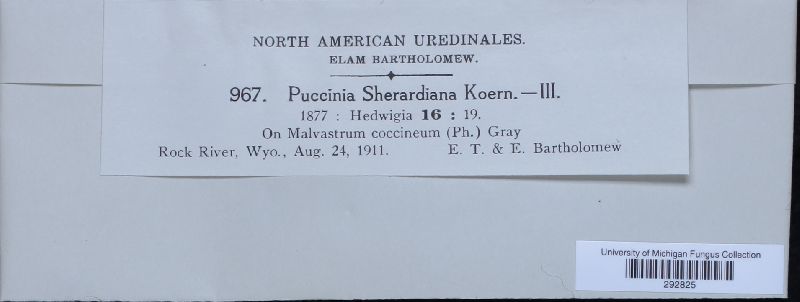 NORTH AMERICAN UREDINALES.
ELAM BARTHOLOMEW.
967. Puccinia Sherardiana Koern.—III.
1877 : Hedwigia 16 : 19.
On Malvastrum coccineum (Ph.) Gray
Rock River, Wyo., Aug. 24, 1911. E. T. & E. Bartholomew
University of Michigan Fungus Collection
292825